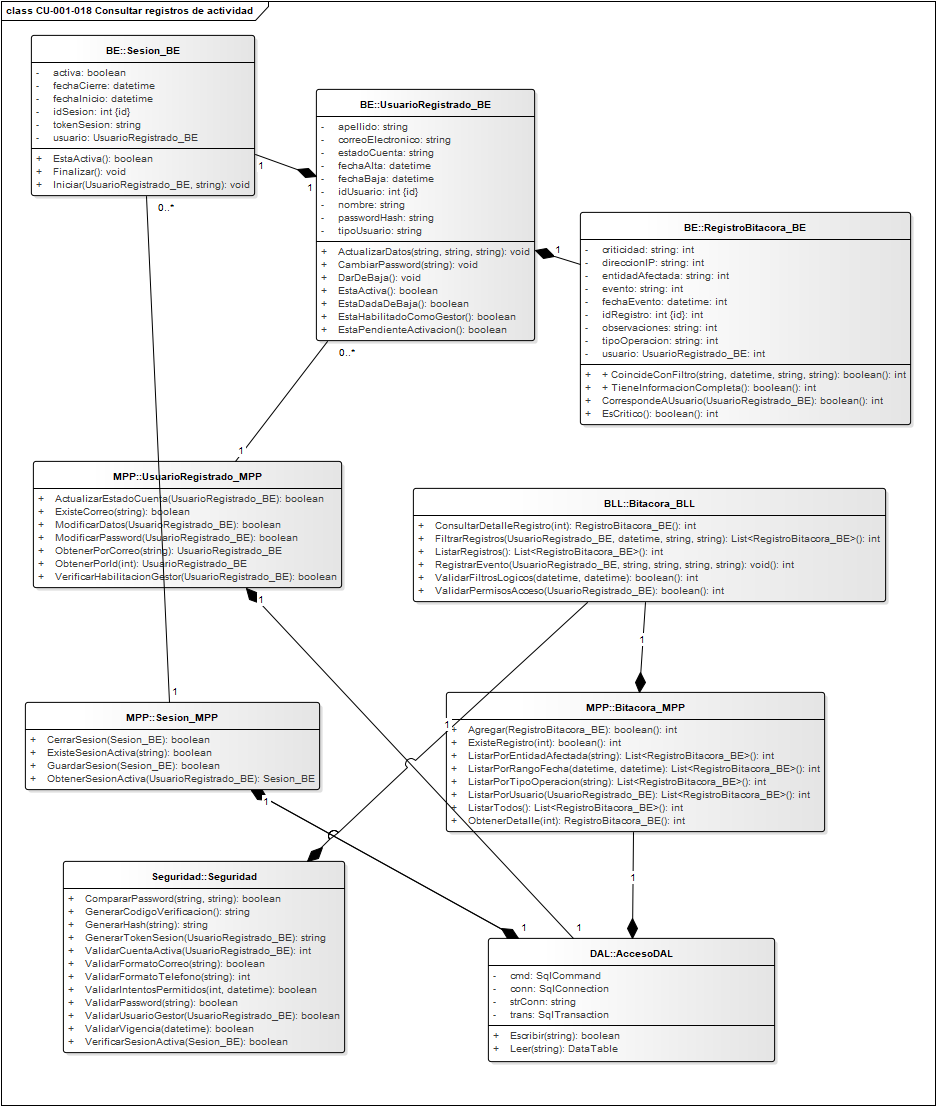 class CU-001-018 Consultar registros de actividad
BE::Sesion_BE
- activa: boolean
- fechaCierre: datetime
- fechaInicio: datetime
- idSesion: int {id}
- tokenSesion: string
- usuario: UsuarioRegistrado_BE
+ EstaActiva(): boolean
+ Finalizar(): void
+ Iniciar(UsuarioRegistrado_BE, string): void
BE::UsuarioRegistrado_BE
- apellido: string
- correoElectronico: string
- estadoCuenta: string
- fechaAlta: datetime
- fechaBaja: datetime
- idUsuario: int {id}
- nombre: string
- passwordHash: string
- tipoUsuario: string
+ ActualizarDatos(string, string, string): void
+ CambiarPassword(string): void
+ DarDeBaja(): void
+ EstaActiva(): boolean
+ EstaDadaDeBaja(): boolean
+ EstaHabilitadoComoGestor(): boolean
+ EstaPendienteActivacion(): boolean
1
1
0..*
1
0..*
BE::RegistroBitacora_BE
- criticidad: string: int
- direccionIP: string: int
- entidadAfectada: string: int
- evento: string: int
- fechaEvento: datetime: int
- idRegistro: int {id}: int
- observaciones: string: int
- tipoOperacion: string: int
- usuario: UsuarioRegistrado_BE: int
+ + CoincideConFiltro(string, datetime, string, string): boolean(): int
+ + TieneInformacionCompleta(): boolean(): int
+ CorrespondeAUsuario(UsuarioRegistrado_BE): boolean(): int
+ EsCritico(): boolean(): int
1
MPP::UsuarioRegistrado_MPP
+ ActualizarEstadoCuenta(UsuarioRegistrado_BE): boolean
+ ExisteCorreo(string): boolean
+ ModificarDatos(UsuarioRegistrado_BE): boolean
+ ModificarPassword(UsuarioRegistrado_BE): boolean
+ ObtenerPorCorreo(string): UsuarioRegistrado_BE
+ ObtenerPorId(int): UsuarioRegistrado_BE
+ VerificarHabilitacionGestor(UsuarioRegistrado_BE): boolean
1
BLL::Bitacora_BLL
+ ConsultarDetalleRegistro(int): RegistroBitacora_BE(): int
+ FiltrarRegistros(UsuarioRegistrado_BE, datetime, string, string): List<RegistroBitacora_BE>(): int
+ ListarRegistros(): List<RegistroBitacora_BE>(): int
+ RegistrarEvento(UsuarioRegistrado_BE, string, string, string): void(): int
+ ValidarFiltrosLogicos(datetime, datetime): boolean(): int
+ ValidarPermisosAcceso(UsuarioRegistrado_BE): boolean(): int
1
1
MPP::Sesion_MPP
+ CerrarSesion(Sesion_BE): boolean
+ ExisteSesionActiva(string): boolean
+ GuardarSesion(Sesion_BE): boolean
+ ObtenerSesionActiva(UsuarioRegistrado_BE): Sesion_BE
1
1
MPP::Bitacora_MPP
+ Agregar(RegistroBitacora_BE): boolean(): int
+ ExisteRegistro(int): boolean(): int
+ ListarPorEntidadAfectada(string): List<RegistroBitacora_BE>(): int
+ ListarPorRangoFecha(datetime, datetime): List<RegistroBitacora_BE>(): int
+ ListarPorTipoOperacion(string): List<RegistroBitacora_BE>(): int
+ ListarPorUsuario(UsuarioRegistrado_BE): List<RegistroBitacora_BE>(): int
+ ListarTodos(): List<RegistroBitacora_BE>(): int
+ ObtenerDetalle(int): RegistroBitacora_BE(): int
1
Seguridad::Seguridad
+ CompararPassword(string, string): boolean
+ GenerarCodigoVerificacion(): string
+ GenerarHash(string): string
+ GenerarTokenSesion(UsuarioRegistrado_BE): string
+ ValidarCuentaActiva(UsuarioRegistrado_BE): int
+ ValidarFormatoCorreo(string): boolean
+ ValidarFormatoTelefono(string): int
+ ValidarIntentosPermitidos(int, datetime): boolean
+ ValidarPassword(string): boolean
+ ValidarUsuarioGestor(UsuarioRegistrado_BE): boolean
+ ValidarVigencia(datetime): boolean
+ VerificarSesionActiva(Sesion_BE): boolean
1
1
DAL::AccesoDAL
- cmd: SqlCommand
- conn: SqlConnection
- strConn: string
- trans: SqlTransaction
+ Escribir(string): boolean
+ Leer(string): DataTable